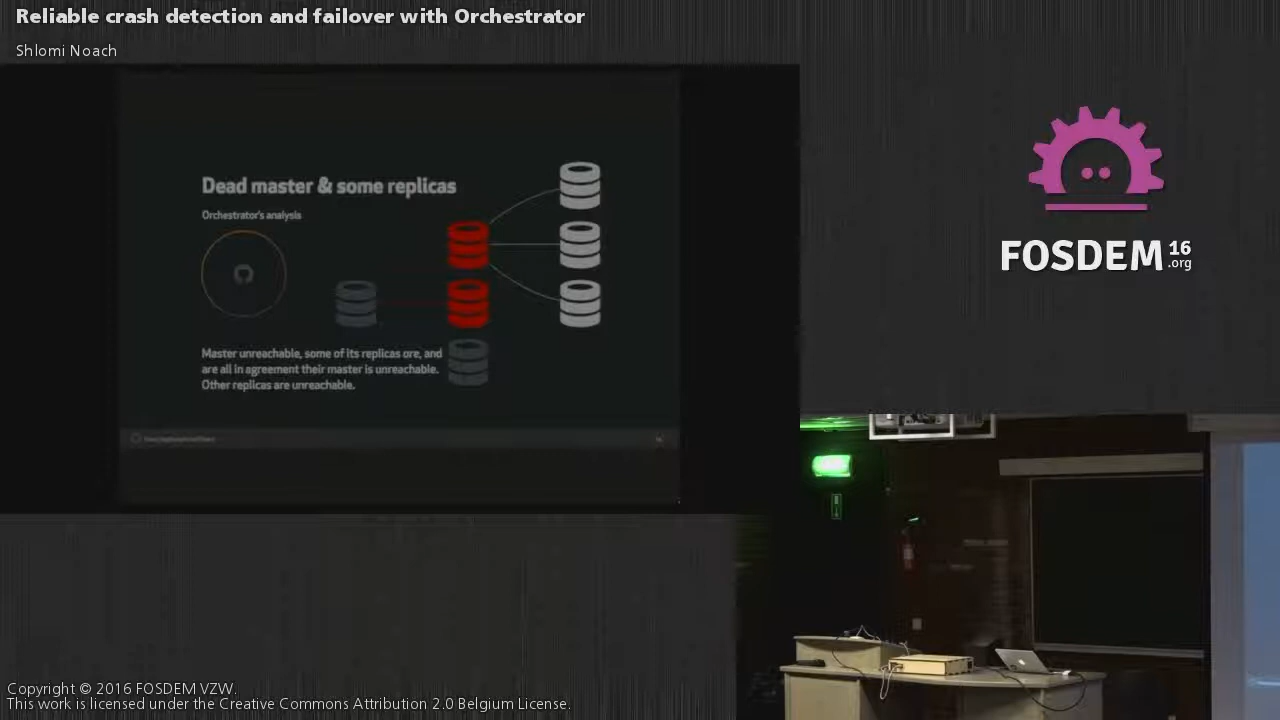 Reliable crash detection and failover with Orchestrator
Shlomi Noach
Dead master & some replicas
Orchestrator's analysis
Master unreachable, some of its replicas are, and
are all in agreement their master is unreachable.
Other replicas are unreachable.
FOSDEM 16
.org
Copyright © 2016 FOSDEM VZW.
This work is licensed under the Creative Commons Attribution 2.0 Belgium License.